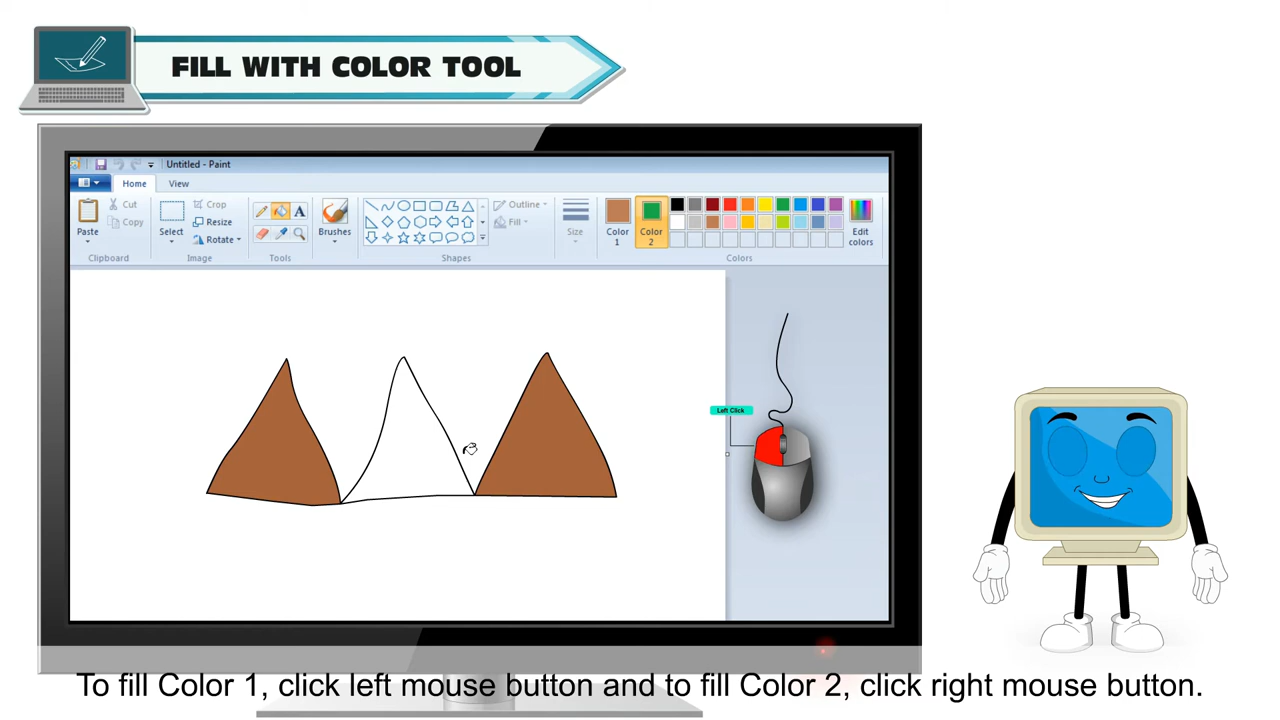 FILL WITH COLOR TOOL
Untitled - Paint
Home View
Paste
Cut
Copy
Clipboard
Select
Crop
Resize
Rotate
Image
A
Tools
Brushes
Outline
Fill
Shapes
Size
Color 1
Color 2
Edit colors
Colors
Left Click
To fill Color 1, click left mouse button and to fill Color 2, click right mouse button.